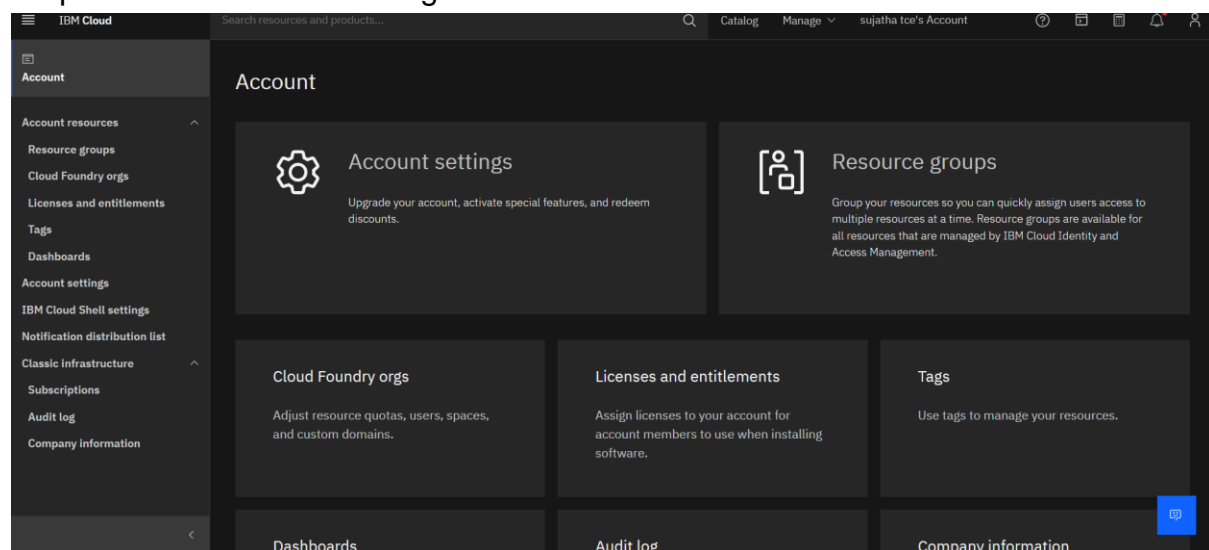 IBM Cloud
Search resources and products...
Catalog
Manage
sujatha tce's Account
Account
Account resources
Resource groups
Cloud Foundry orgs
Licenses and entitlements
Tags
Dashboards
Account settings
IBM Cloud Shell settings
Notification distribution list
Classic infrastructure
Subscriptions
Audit log
Company information
Account
Account settings
Upgrade your account, activate special features, and redeem
discounts.
Resource groups
Group your resources so you can quickly assign users access to
multiple resources at a time. Resource groups are available for
all resources that are managed by IBM Cloud Identity and
Access Management.
Cloud Foundry orgs
Adjust resource quotas, users, spaces,
and custom domains.
Licenses and entitlements
Assign licenses to your account for
account members to use when installing
software.
Tags
Use tags to manage your resources.
Dashboards
Audit log
Company information